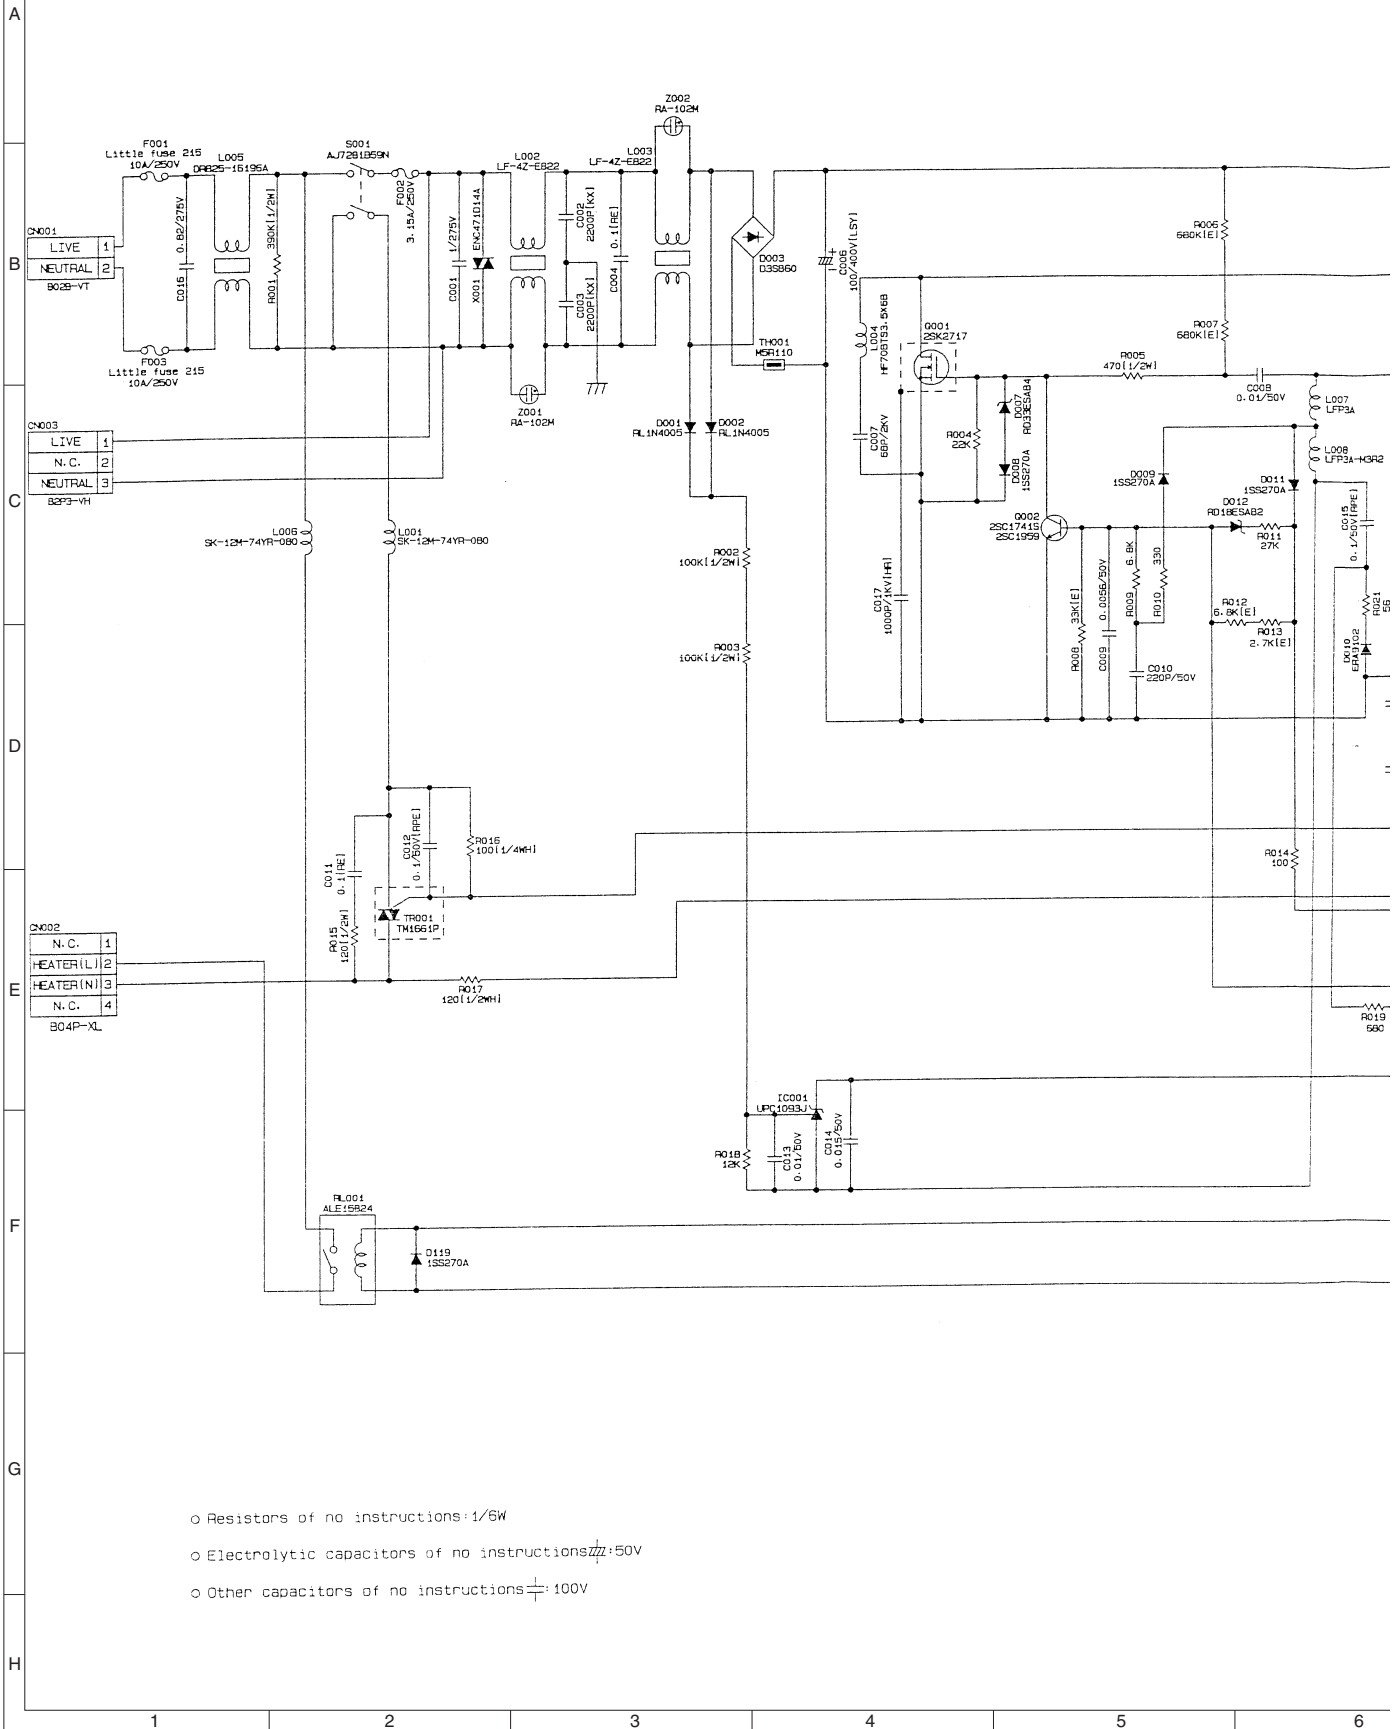 A
Z002
RA-102M
F001
Little fuse 215
10A/250V
L005
DR825-16196A
S001
AJ7281B59N
F002
3.15A/250V
L002
LF-4Z-E822
L003
LF-4Z-E822
CN001
LIVE 1
NEUTRAL 2
B02B-VT
C016 0.82/275V
R001 390K[1/2W]
C001 1/275V
X001 ENC471D14A
C002
2200P[KX]
C003
2200P[KX]
C004 0.1[RE]
D003
D3S860
C006
100/400V[LSY]
R006
680K[E]
B
F003
Little fuse 215
10A/250V
TH001
M5R110
L004
HF70BTS3.5X6B
Q001
2SK2717
R007
680K[E]
R005
470[1/2W]
C008
0.01/50V
L007
LFP3A
Z001
RA-102M
D001
RL1N4005
D002
RL1N4005
C007
68P/2KV
R004
22K
D007
RD33ESAB4
D008
1SS270A
L008
LFP3A-M3R2
CN003
LIVE 1
N.C. 2
NEUTRAL 3
B2P3-VH
C
D009
1SS270A
D011
1SS270A
D012
RD18ESAB2
R011
27K
C015
0.1/50V[RPE]
L006
SK-12M-74YR-080
L001
SK-12M-74YR-080
Q002
2SC1741S
2SC1959
R002
100K[1/2W]
C017
1000P/1KV[HR]
R008 33K[E]
C009 0.0056/50V
R009 6.8K
R010 330
R012
6.8K[E]
R013
2.7K[E]
R021
56
R003
100K[1/2W]
C010
220P/50V
D010
ERA9102
D
C011
0.1[RE]
C012
0.1/50V[RPE]
R016
100[1/4WH]
R014
100
R015
120[1/2W]
TR001
TM1661P
CN002
N.C. 1
HEATER(L) 2
HEATER(N) 3
N.C. 4
B04P-XL
E
R017
120[1/2WH]
R019
680
IC001
UPC1093J
R018
12K
C013
0.01/50V
C014
0.015/50V
RL001
ALE15B24
F
D119
1SS270A
G
○ Resistors of no instructions:1/6W
○ Electrolytic capacitors of no instructions :50V
○ Other capacitors of no instructions :100V
H
1 2 3 4 5 6